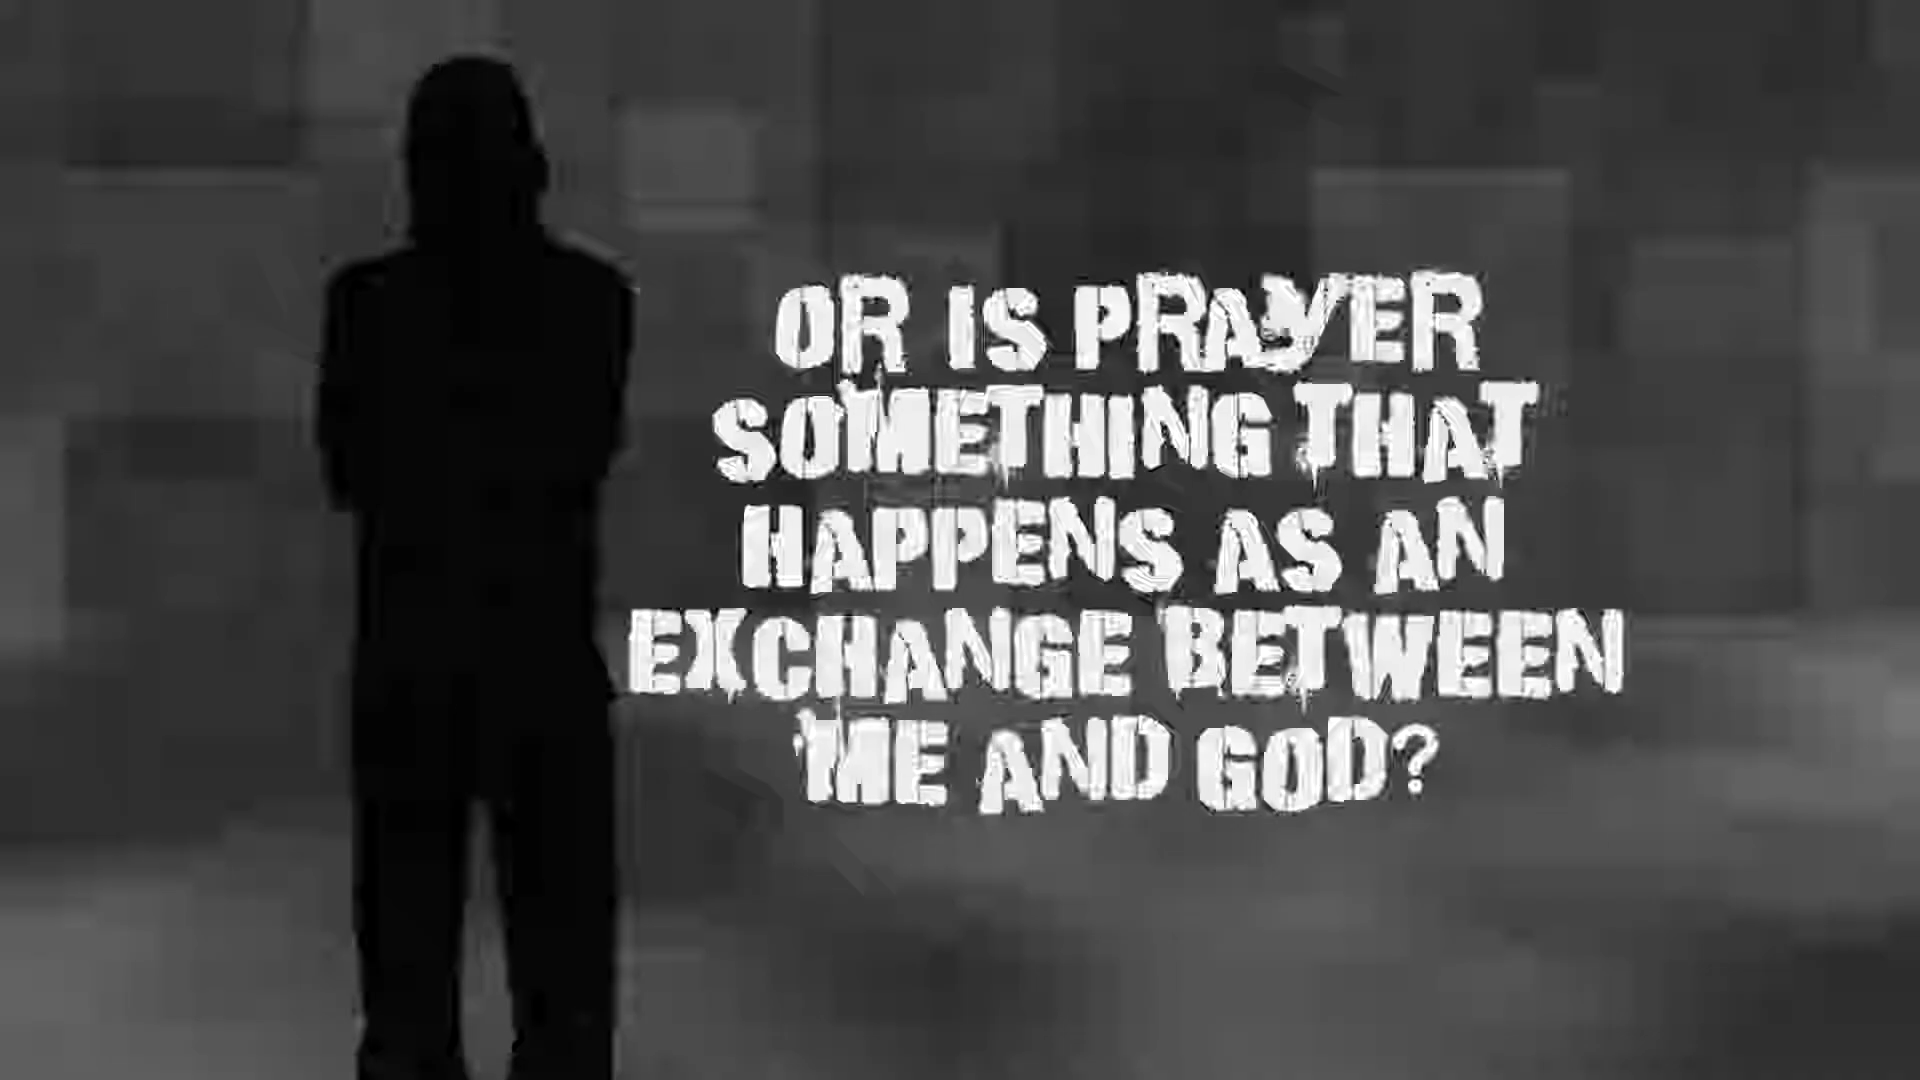 OR IS PRAYER
SOMETHING THAT
HAPPENS AS AN
EXCHANGE BETWEEN
ME AND GOD?